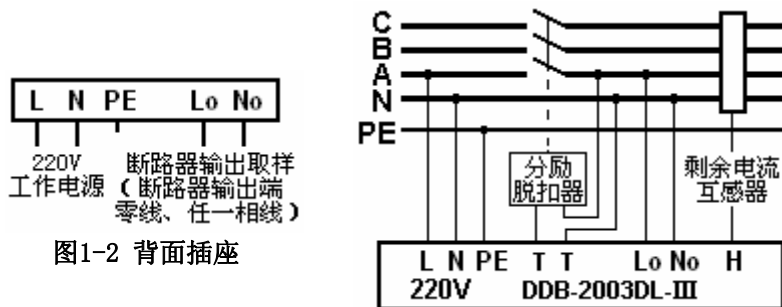 L N PE Lo No
220V
工作电源
断路器输出取样
(断路器输出端
零线、任一相线)
图1-2 背面插座
C
B
A
N
PE
分励
脱扣器
剩余电流
互感器
L N PE T T Lo No H
220V DDB-2003DL-III